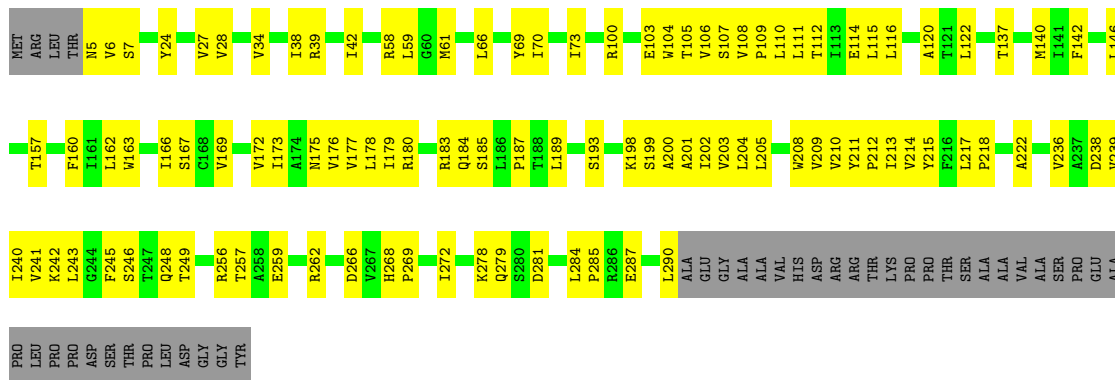 MET ARG LEU THR N5 V6 S7 Y24 V27 V28 V34 I38 R39 I42 R58 L59 G60 M61 L66 Y69 I70 I73 R100 E103 W104 T105 V106 S107 V108 P109 L110 L111 T112 I113 E114 L115 L116 A120 T121 L122 T137 M140 I141 F142 L146
T157 F160 I161 L162 W163 I166 S167 C168 V169 V172 I173 A174 N175 V176 V177 L178 I179 R180 R183 Q184 S185 L186 P187 T188 L189 S193 K198 S199 A200 A201 I202 V203 L204 L205 W208 V209 V210 Y211 P212 I213 V214 Y215 F216 L217 P218 A222 V236 A237 D238 V239
I240 V241 K242 L243 G244 F245 S246 T247 Q248 T249 R256 T257 A258 E259 R262 D266 V267 H268 P269 I272 K278 Q279 S280 D281 L284 P285 R286 E287 L290 ALA GLU GLY ALA ALA VAL HIS ASP ARG ARG THR LYS PRO PRO THR SER ALA ALA VAL ALA SER PRO GLU ALA
PRO LEU PRO PRO ASP SER THR PRO LEU ASP GLY GLY TYR